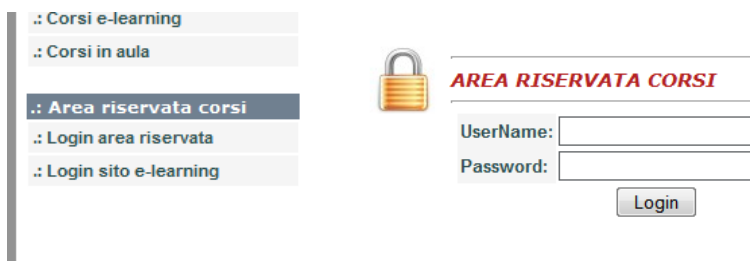 .: Corsi e-learning
.: Corsi in aula
.: Area riservata corsi
.: Login area riservata
.: Login sito e-learning
AREA RISERVATA CORSI
UserName:
Password:
Login